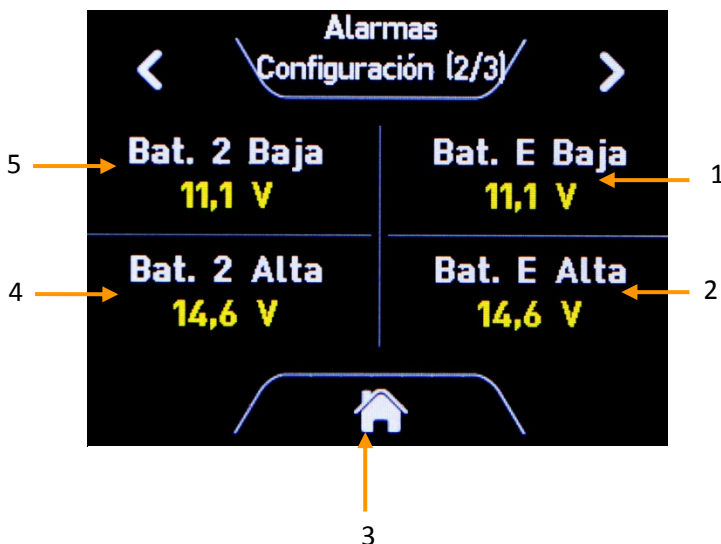 Alarmas
Configuración (2/3)
5
Bat. 2 Baja
11,1 V
Bat. E Baja
11,1 V
1
4
Bat. 2 Alta
14,6 V
Bat. E Alta
14,6 V
2
3